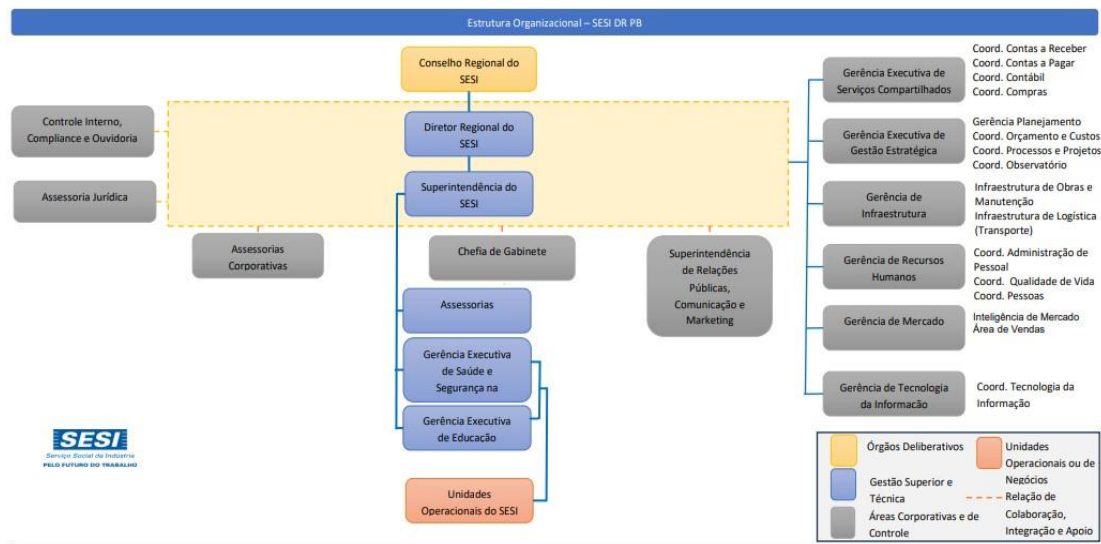 Estrutura Organizacional – SESI DR PB
Conselho Regional do
SESI
Diretor Regional do
SESI
Superintendência do
SESI
Controle Interno,
Compliance e Ouvidoria
Assessoria Jurídica
Assessorias
Corporativas
Chefia de Gabinete
Superintendência
de Relações
Públicas,
Comunicação e
Marketing
Assessorias
Gerência Executiva
de Saúde e
Segurança na
Gerência Executiva
de Educação
Unidades
Operacionais do SESI
Gerência Executiva de
Serviços Compartilhados
Coord. Contas a Receber
Coord. Contas a Pagar
Coord. Contábil
Coord. Compras
Gerência Executiva de
Gestão Estratégica
Gerência Planejamento
Coord. Orçamento e Custos
Coord. Processos e Projetos
Coord. Observatório
Gerência
de Infraestrutura
Infraestrutura de Obras e
Manutenção
Infraestrutura de Logística
(Transporte)
Gerência de Recursos
Humanos
Coord. Administração de
Pessoal
Coord. Qualidade de Vida
Coord. Pessoas
Gerência de Mercado
Inteligência de Mercado
Área de Vendas
Gerência de Tecnologia
da Informacão
Coord. Tecnologia da
Informação
SESI
Serviço Social da Indústria
PELO FUTURO DO TRABALHO
Órgãos Deliberativos
Gestão Superior e
Técnica
Áreas Corporativas e de
Controle
Unidades
Operacionais ou de
Negócios
Relação de
Colaboração,
Integração e Apoio